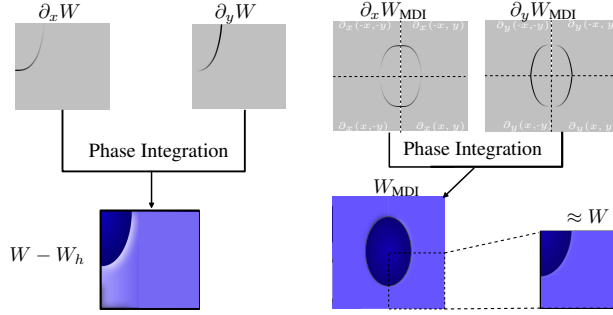 ∂ₓW
∂ᵧW
Phase Integration
W − Wₕ
∂ₓW_MDI
∂ᵧW_MDI
∂ₓ(-x,-y) ∂ₓ(x,-y)
∂ᵧ(-x,-y) ∂ᵧ(x,-y)
∂ₓ(x,-y) ∂ₓ(x, y)
∂ᵧ(-x,y) ∂ᵧ(x, y)
Phase Integration
W_MDI
≈ W